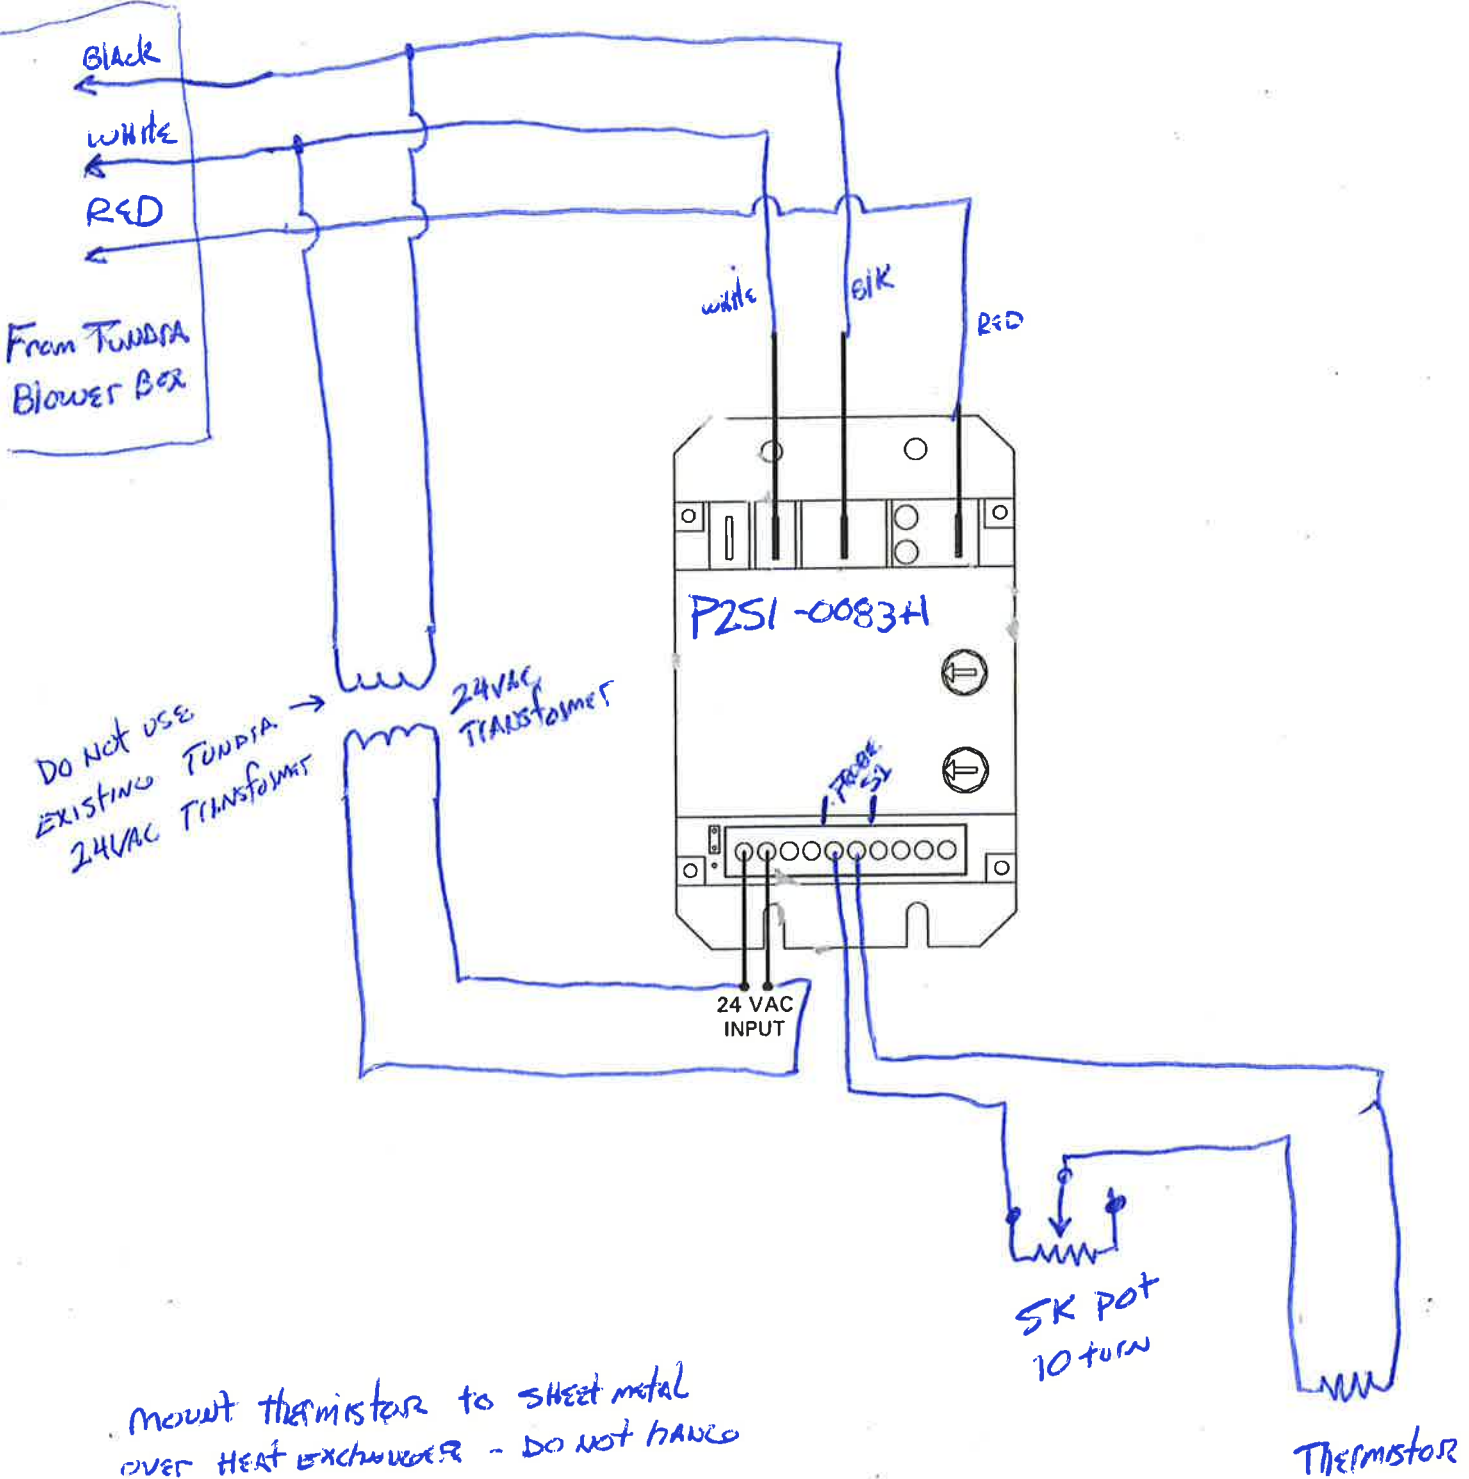 Black
WHite
RED
From TUNDRA
Blower Box
White
Blk
RED
P251-0083H
DO Not USE
EXISTING TUNDRA
24VAC TRANSformer
24VAC
TRANSformer
PROBE
S2
24 VAC
INPUT
5K Pot
10 turn
Mount thermistor to SHEEt metal
over HEAt EXchanger - DO NOt
Thermistor